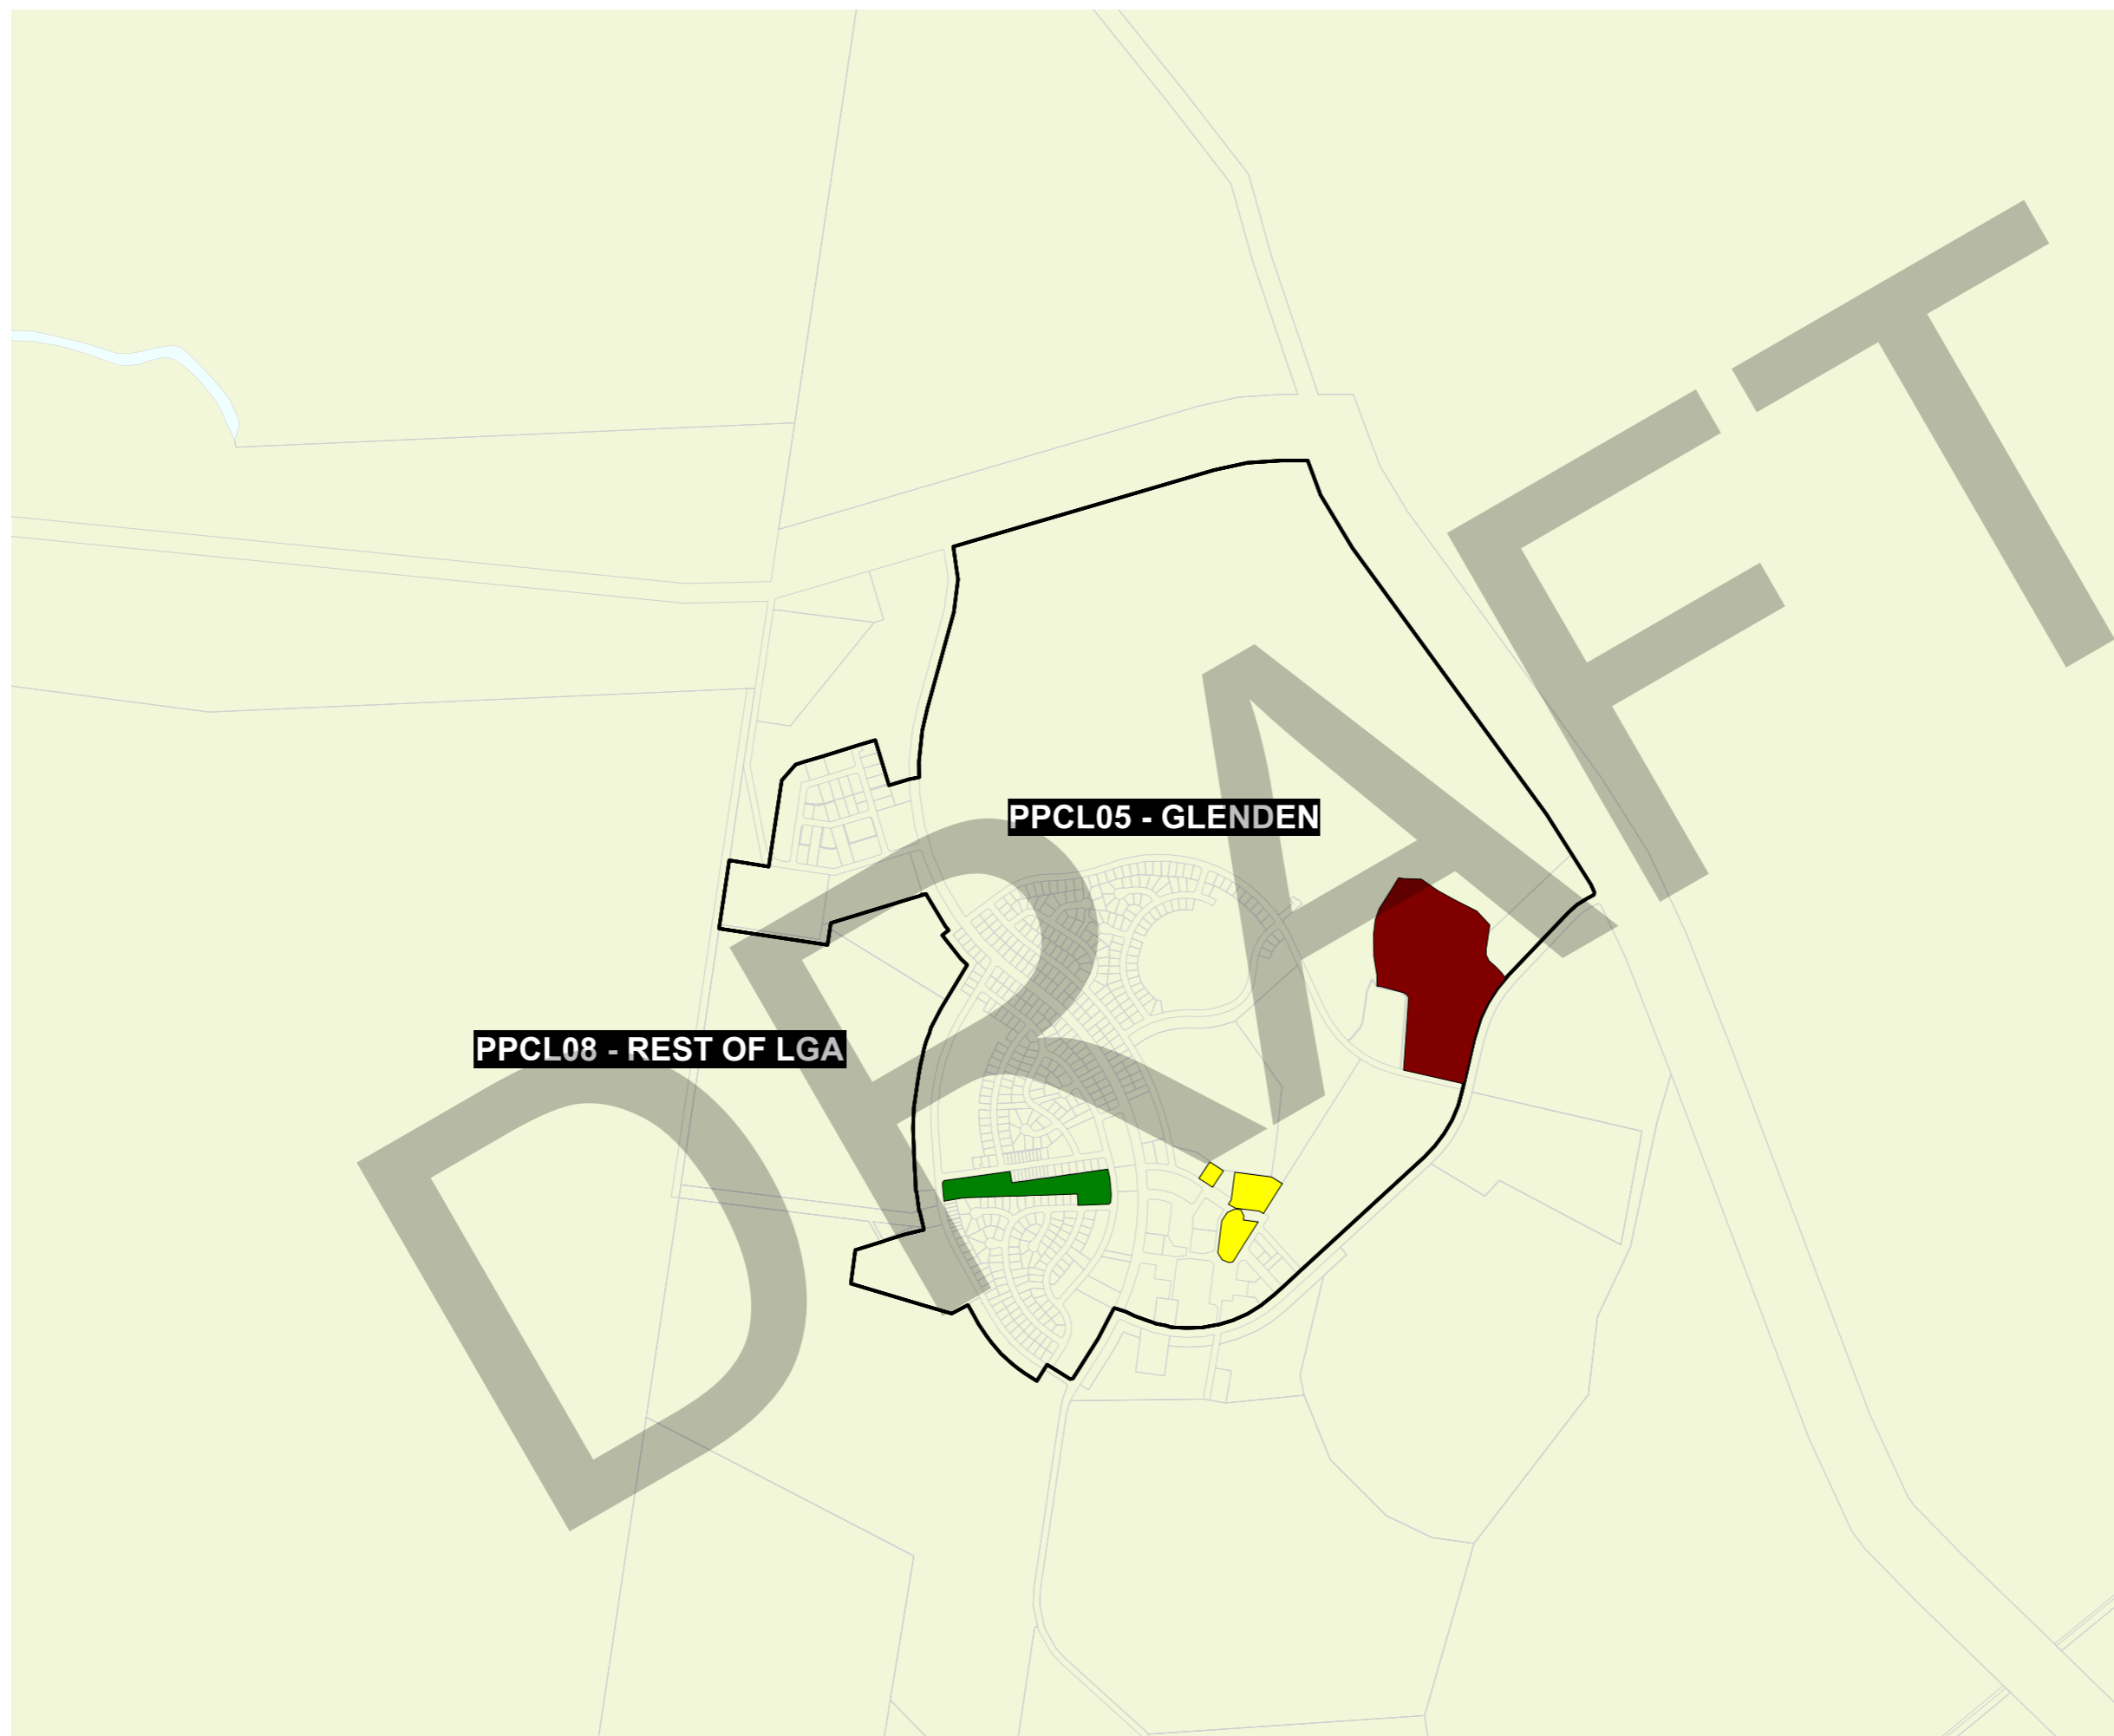 PPCL05 - GLENDEN
PPCL08 - REST OF LGA
DRAFT